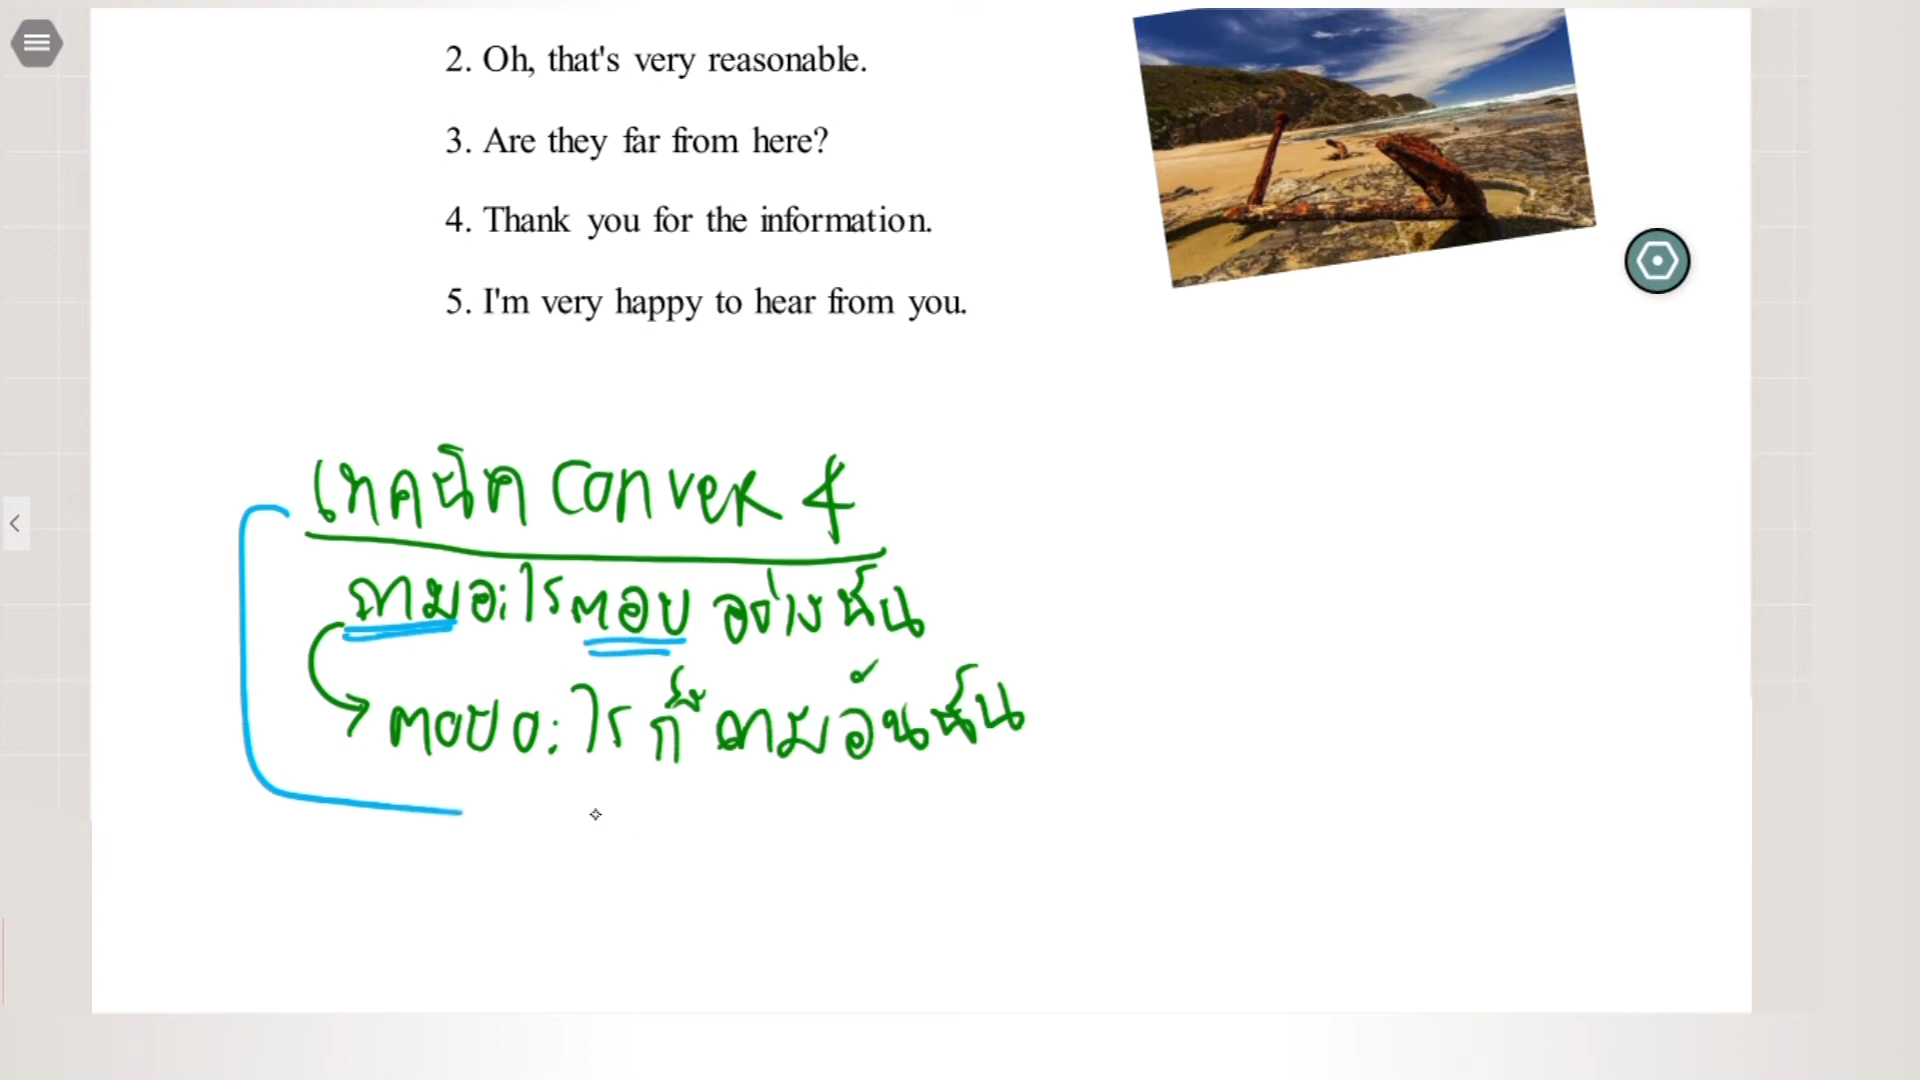 2. Oh, that's very reasonable.
3. Are they far from here?
4. Thank you for the information.
5. I'm very happy to hear from you.
เทคนิค Conver 4
ถามอะไรตอบ อย่างนั้น
ตอบอะไร ก็ ถามอันนั้น